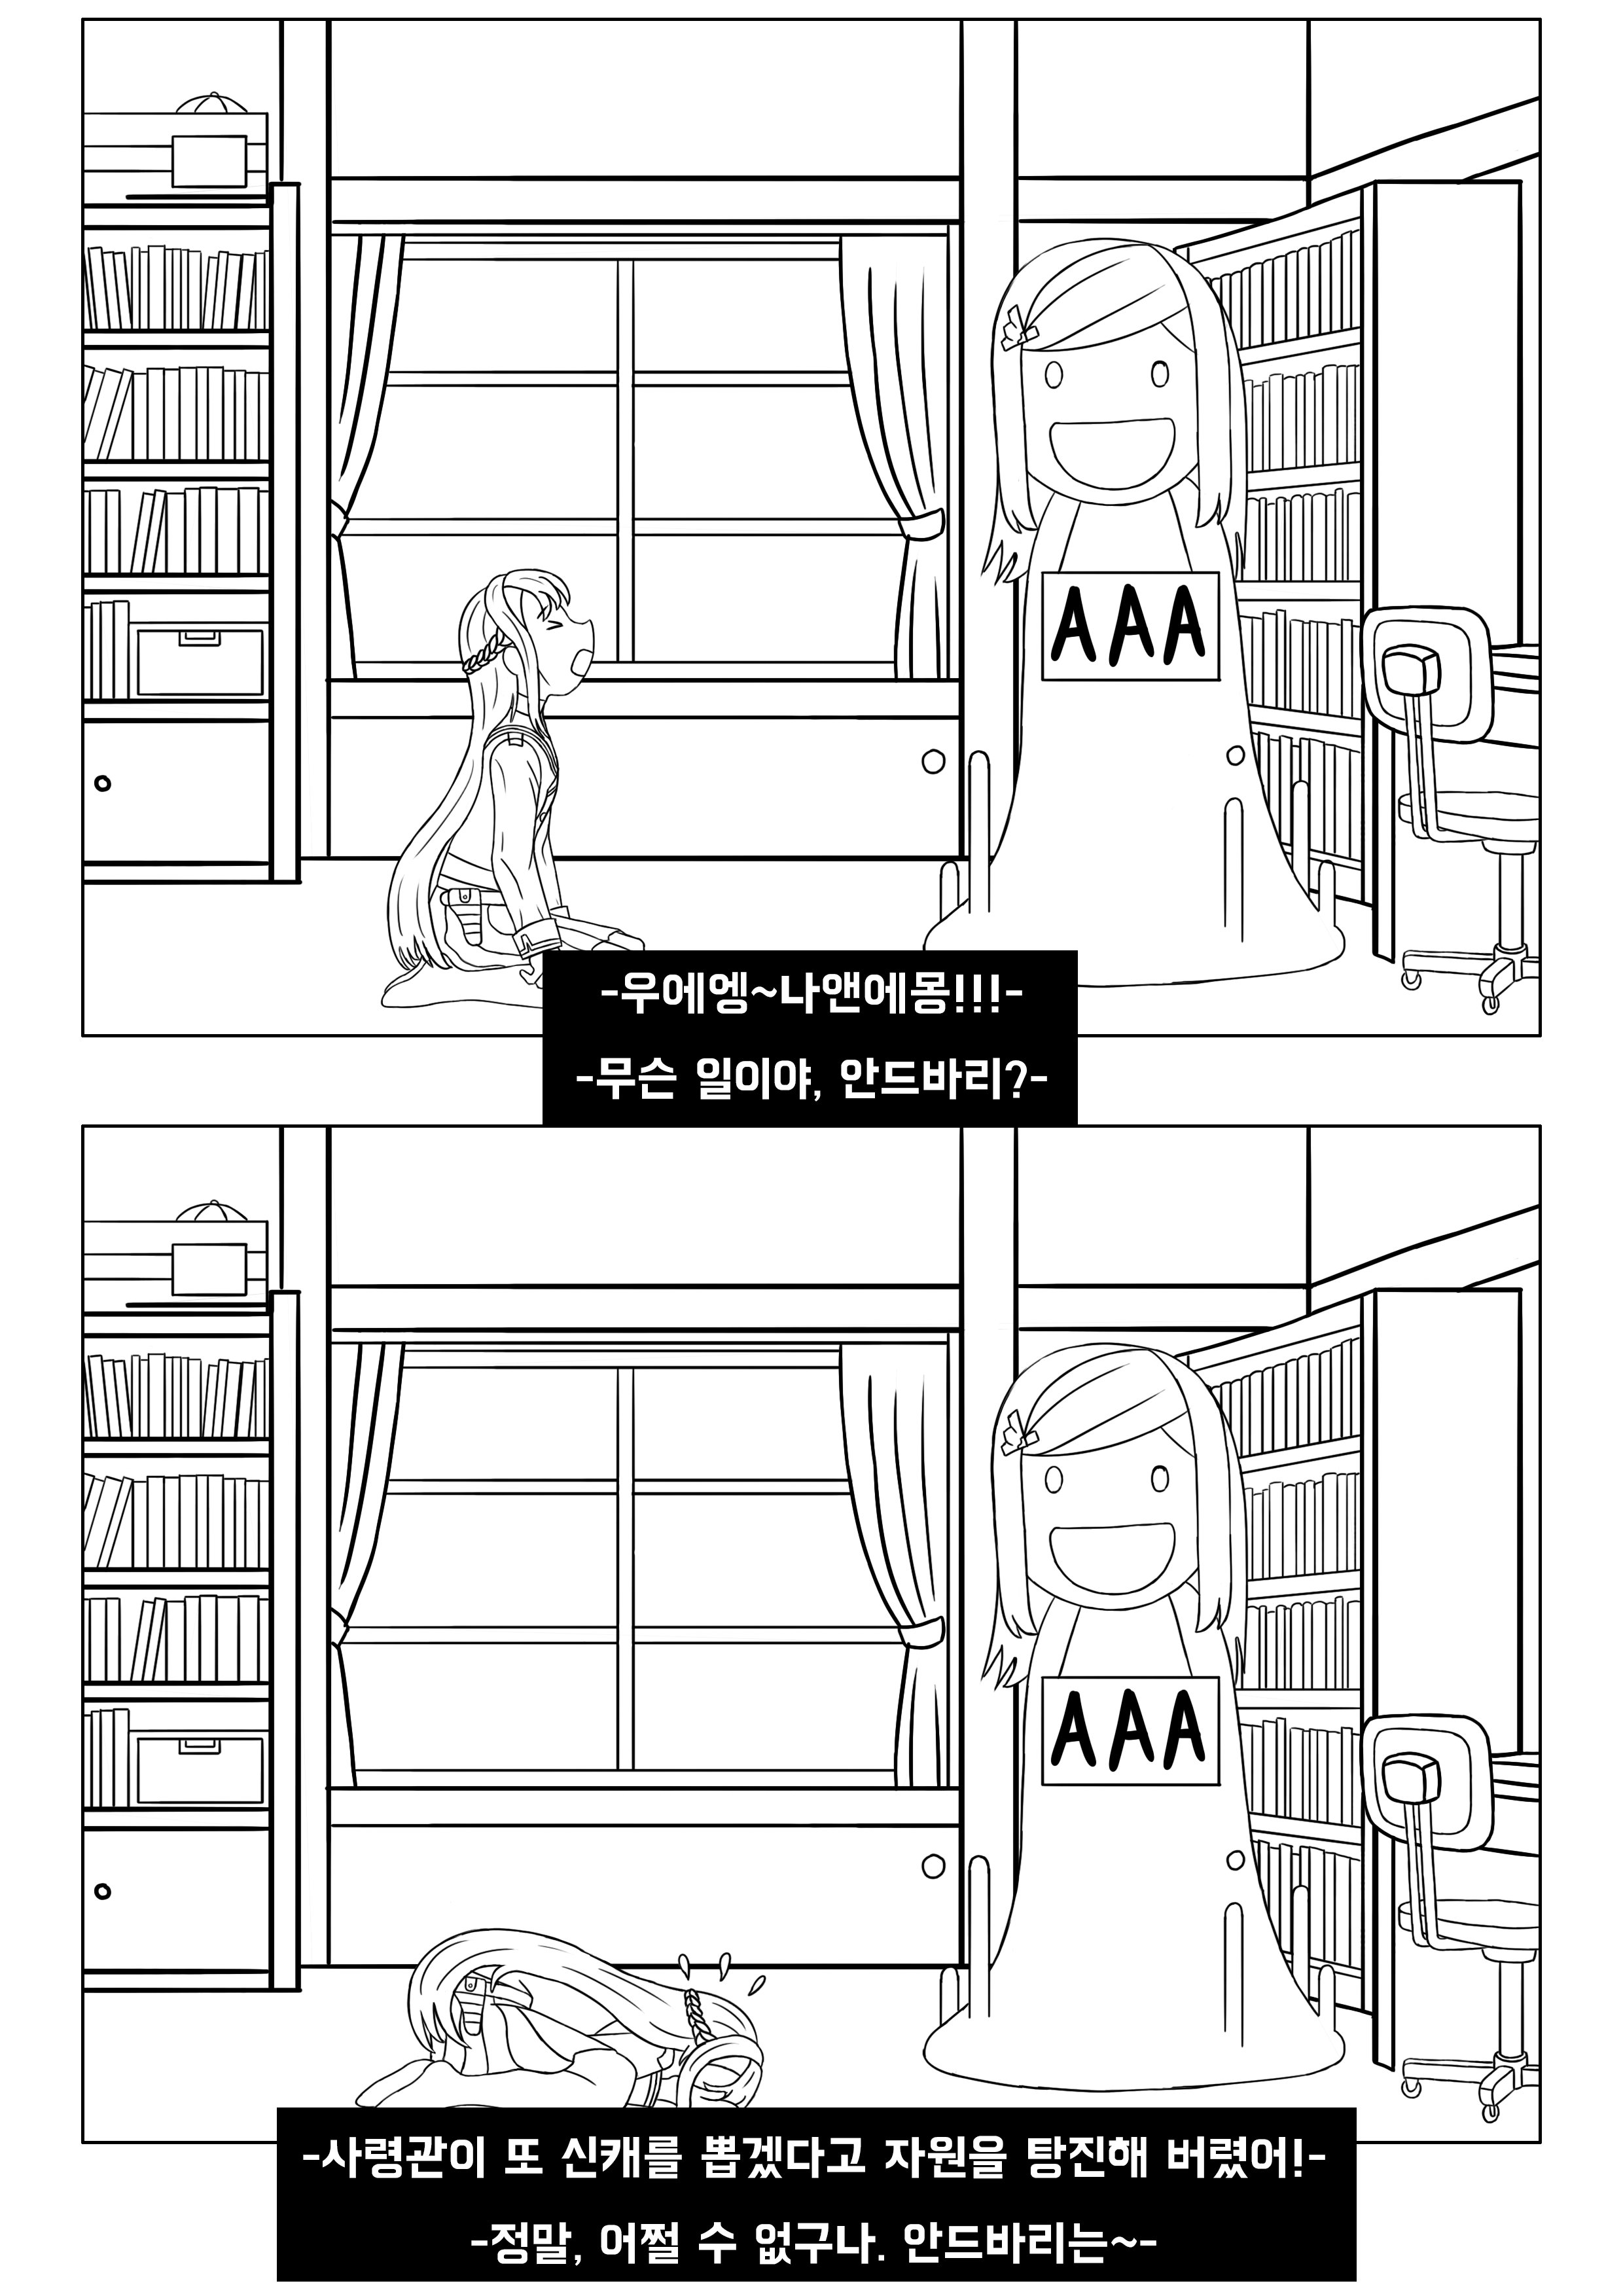 AAA
-우에엥~나앤에몽!!!-
-무슨 일이야, 안드바리?-
AAA
-사령관이 또 신캐를 뽑겠다고 자원을 탕진해 버렸어!-
-정말, 어쩔 수 없구나. 안드바리는~-